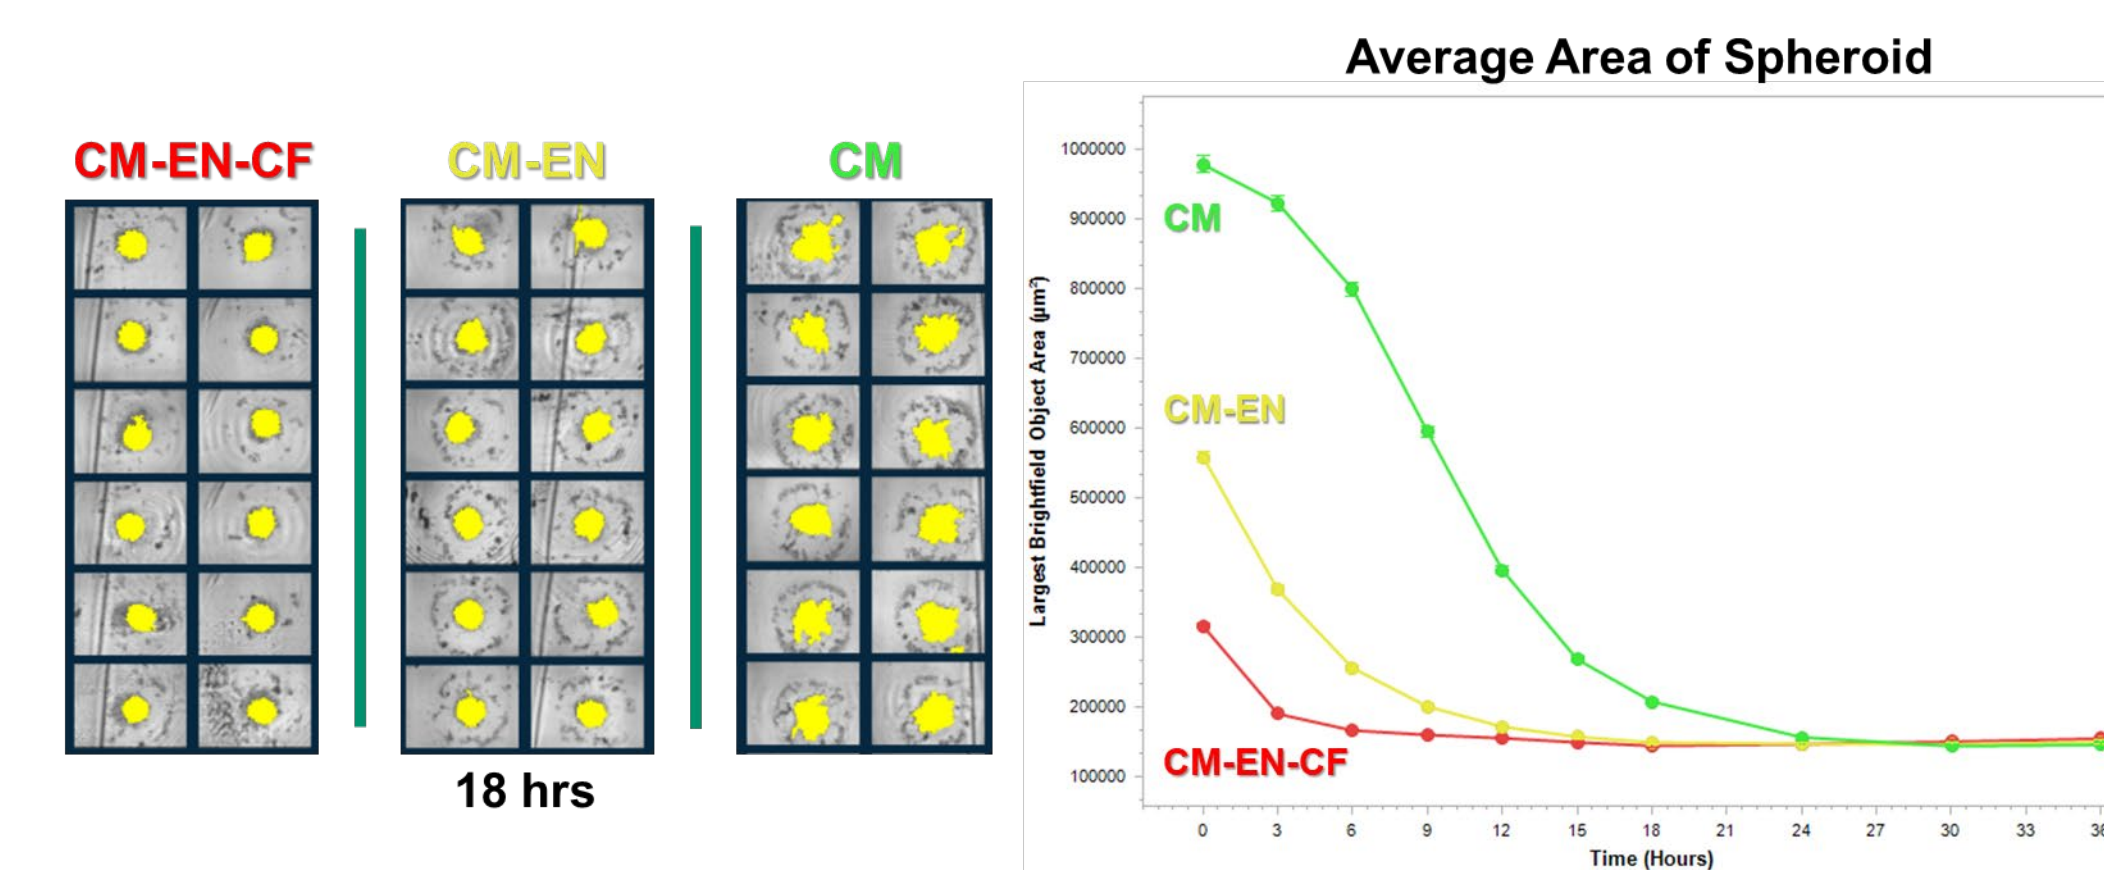 Average Area of Spheroid
CM-EN-CF
CM-EN
CM
18 hrs
Largest Brightfield Object Area (µm²)
1000000
900000
800000
700000
600000
500000
400000
300000
200000
100000
CM
CM-EN
CM-EN-CF
0 3 6 9 12 15 18 21 24 27 30 33 36
Time (Hours)